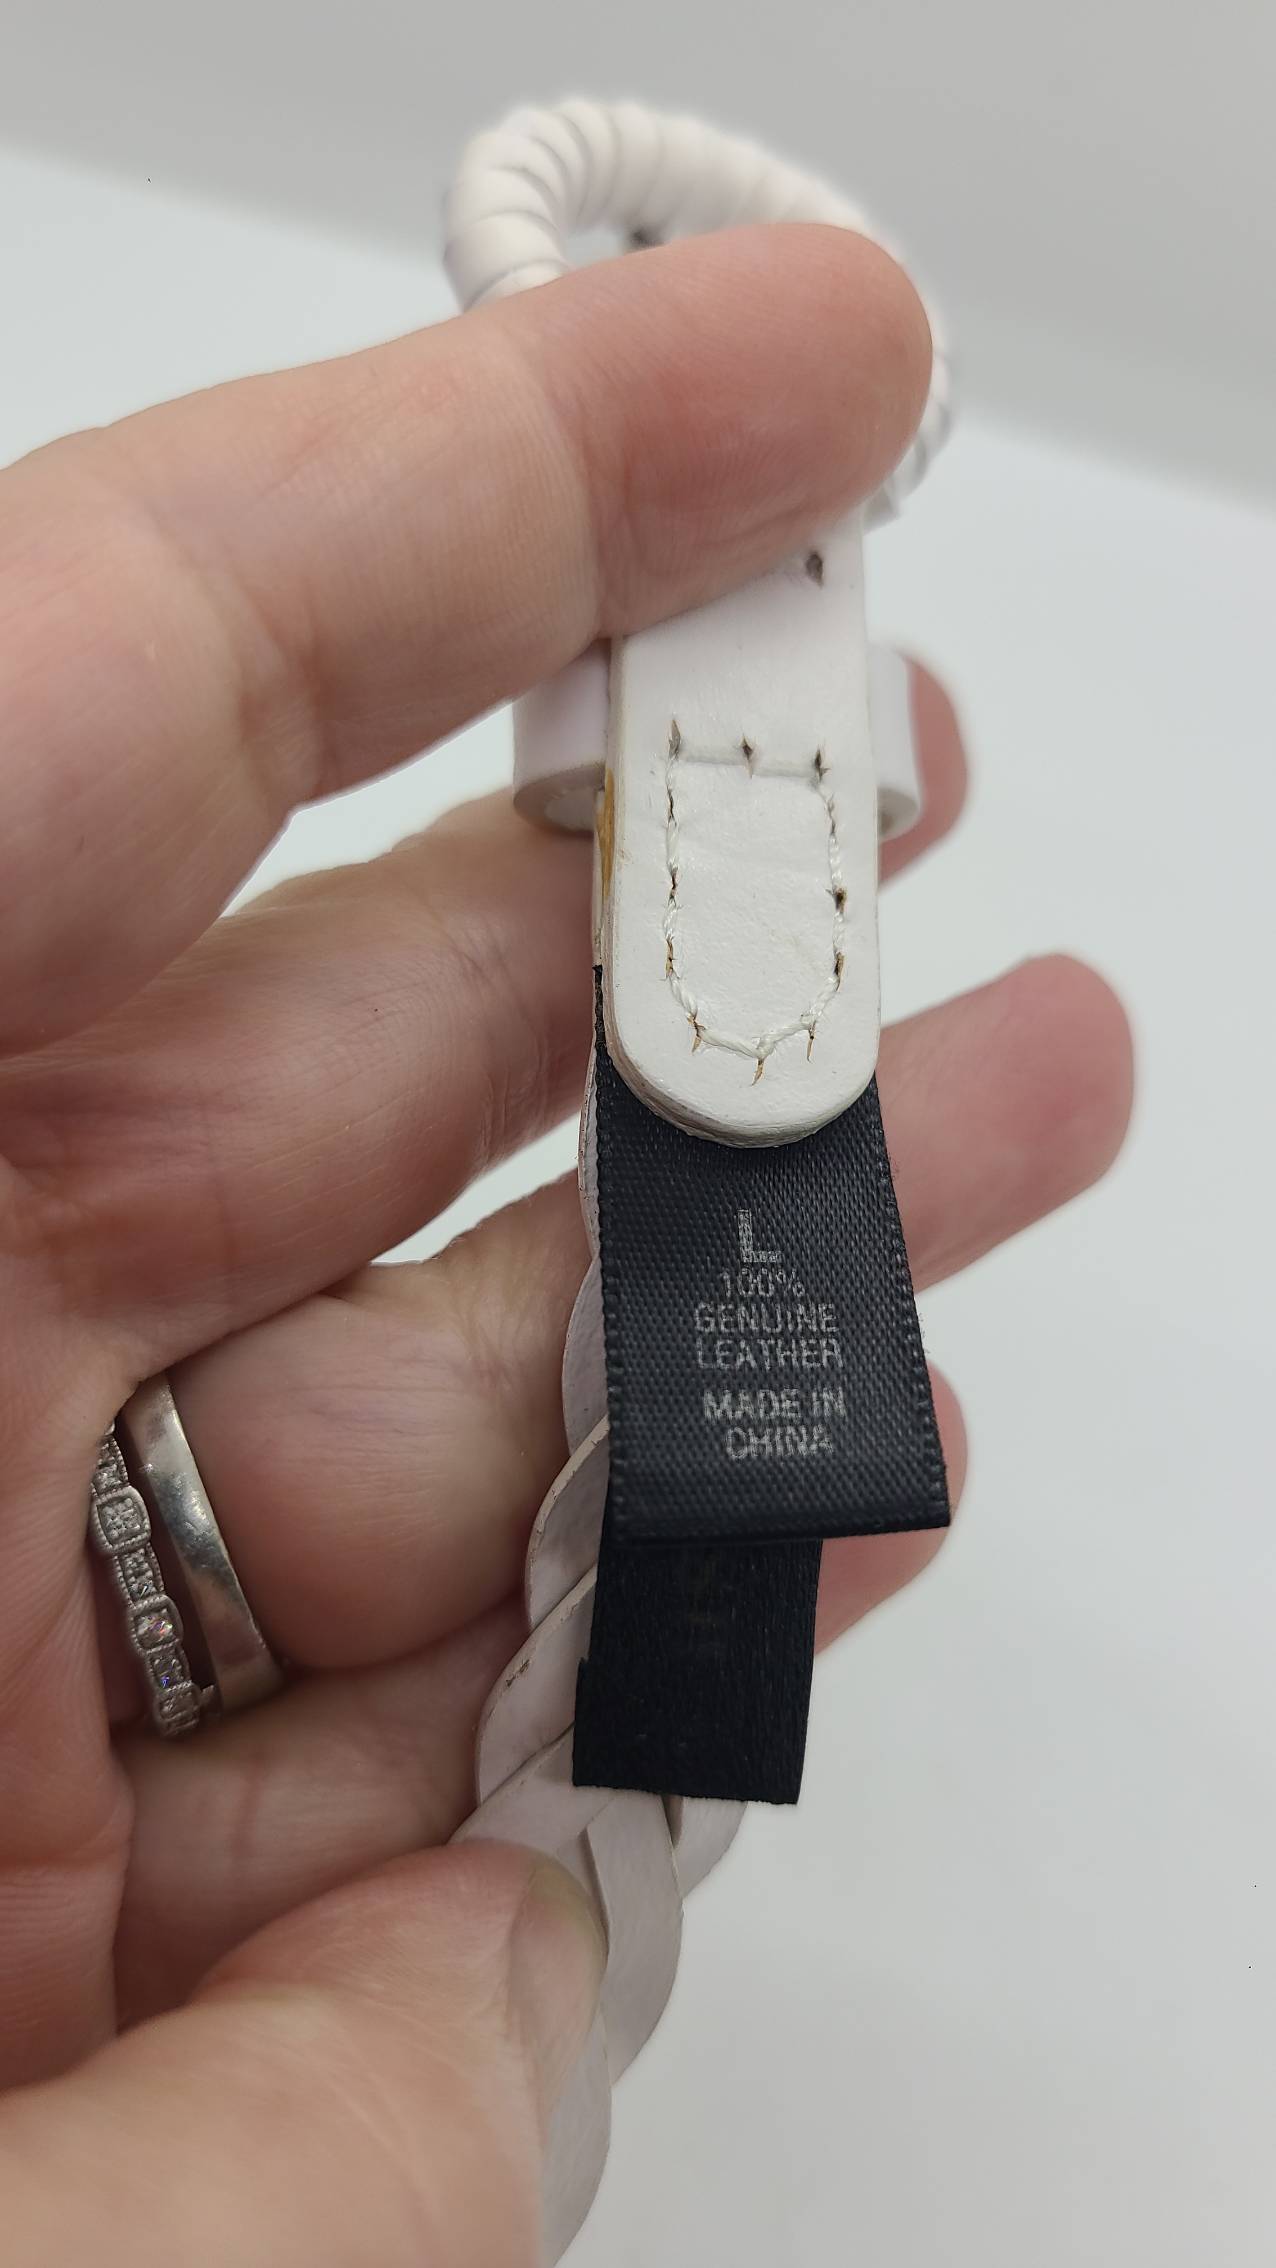 L
100%
GENUINE
LEATHER
MADE IN
CHINA